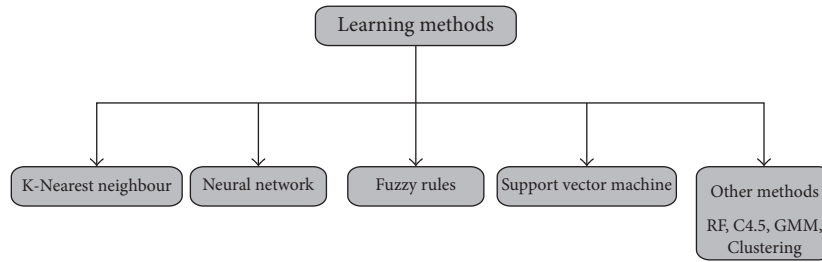 Learning methods
K-Nearest neighbour
Neural network
Fuzzy rules
Support vector machine
Other methods
RF, C4.5, GMM,
Clustering